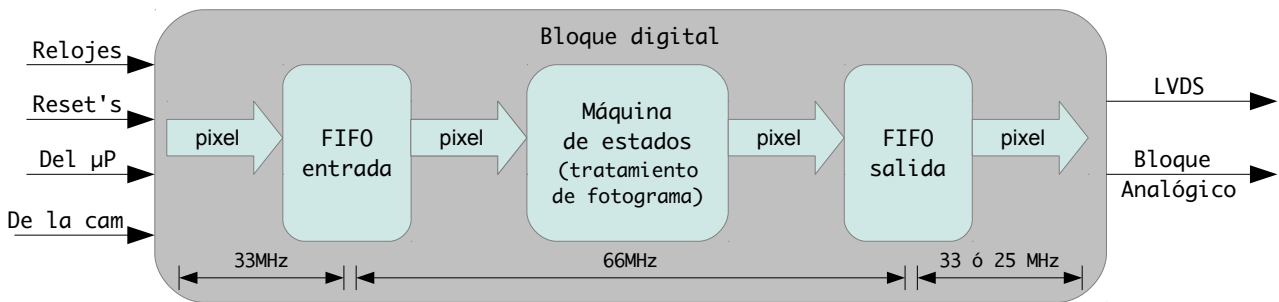 Bloque digital
Relojes
Reset's
Del µP
De la cam
pixel
FIFO
entrada
pixel
Máquina
de estados
(tratamiento
de fotograma)
pixel
FIFO
salida
pixel
LVDS
Bloque
Analógico
33MHz
66MHz
33 ó 25 MHz